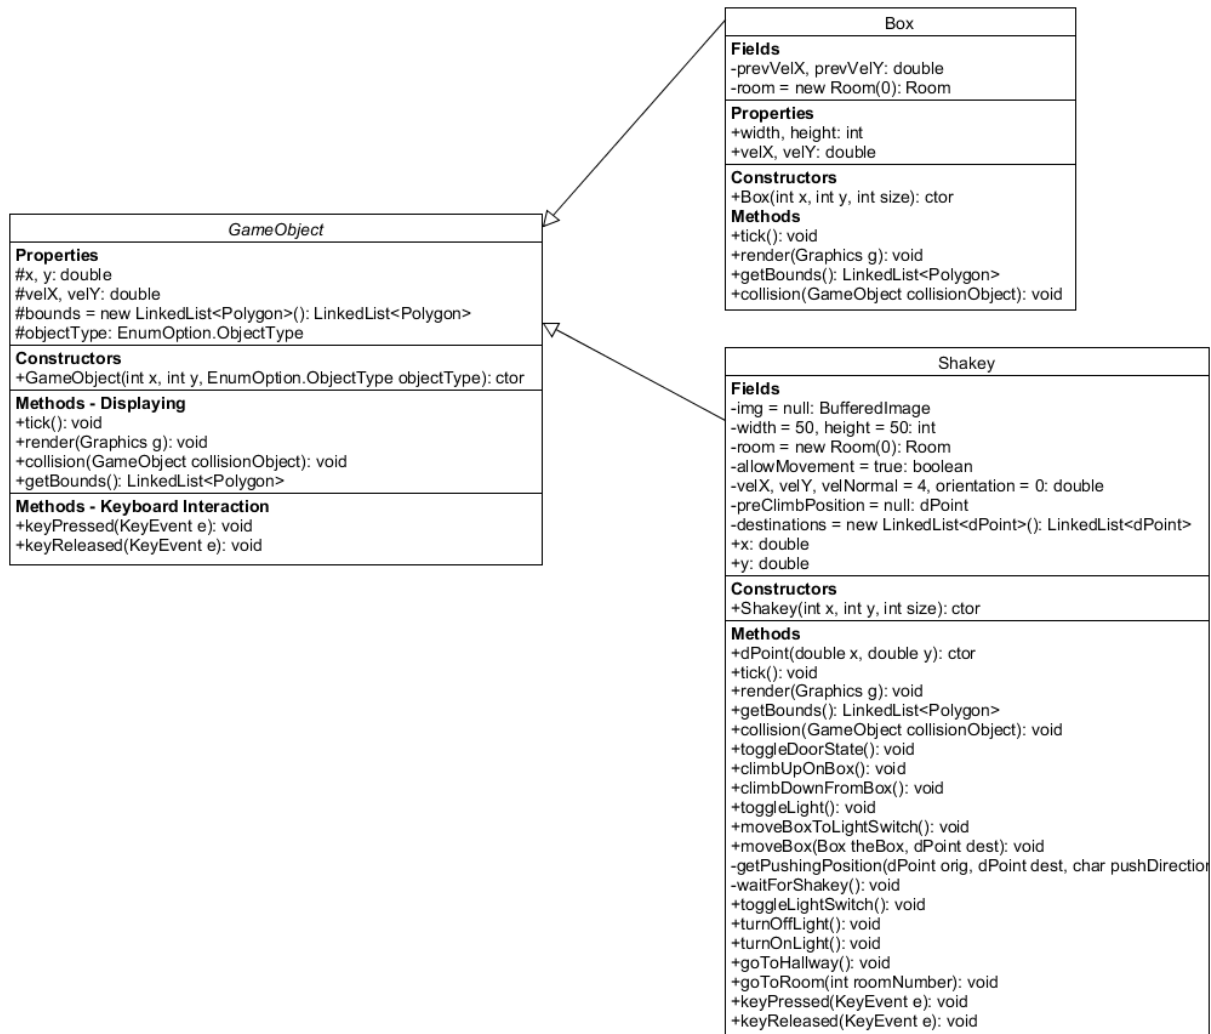 GameObject
Properties
#x, y: double
#velX, velY: double
#bounds = new LinkedList<Polygon>(): LinkedList<Polygon>
#objectType: EnumOption.ObjectType
Constructors
+GameObject(int x, int y, EnumOption.ObjectType objectType): ctor
Methods - Displaying
+tick(): void
+render(Graphics g): void
+collision(GameObject collisionObject): void
+getBounds(): LinkedList<Polygon>
Methods - Keyboard Interaction
+keyPressed(KeyEvent e): void
+keyReleased(KeyEvent e): void
Box
Fields
-prevVelX, prevVelY: double
-room = new Room(0): Room
Properties
+width, height: int
+velX, velY: double
Constructors
+Box(int x, int y, int size): ctor
Methods
+tick(): void
+render(Graphics g): void
+getBounds(): LinkedList<Polygon>
+collision(GameObject collisionObject): void
Shakey
Fields
-img = null: BufferedImage
-width = 50, height = 50: int
-room = new Room(0): Room
-allowMovement = true: boolean
-velX, velY, velNormal = 4, orientation = 0: double
-preClimbPosition = null: dPoint
-destinations = new LinkedList<dPoint>(): LinkedList<dPoint>
+x: double
+y: double
Constructors
+Shakey(int x, int y, int size): ctor
Methods
+dPoint(double x, double y): ctor
+tick(): void
+render(Graphics g): void
+getBounds(): LinkedList<Polygon>
+collision(GameObject collisionObject): void
+toggleDoorState(): void
+climbUpOnBox(): void
+climbDownFromBox(): void
+toggleLight(): void
+moveBoxToLightSwitch(): void
+moveBox(Box theBox, dPoint dest): void
-getPushingPosition(dPoint orig, dPoint dest, char pushDirection
-waitForShakey(): void
+toggleLightSwitch(): void
+turnOffLight(): void
+turnOnLight(): void
+goToHallway(): void
+goToRoom(int roomNumber): void
+keyPressed(KeyEvent e): void
+keyReleased(KeyEvent e): void